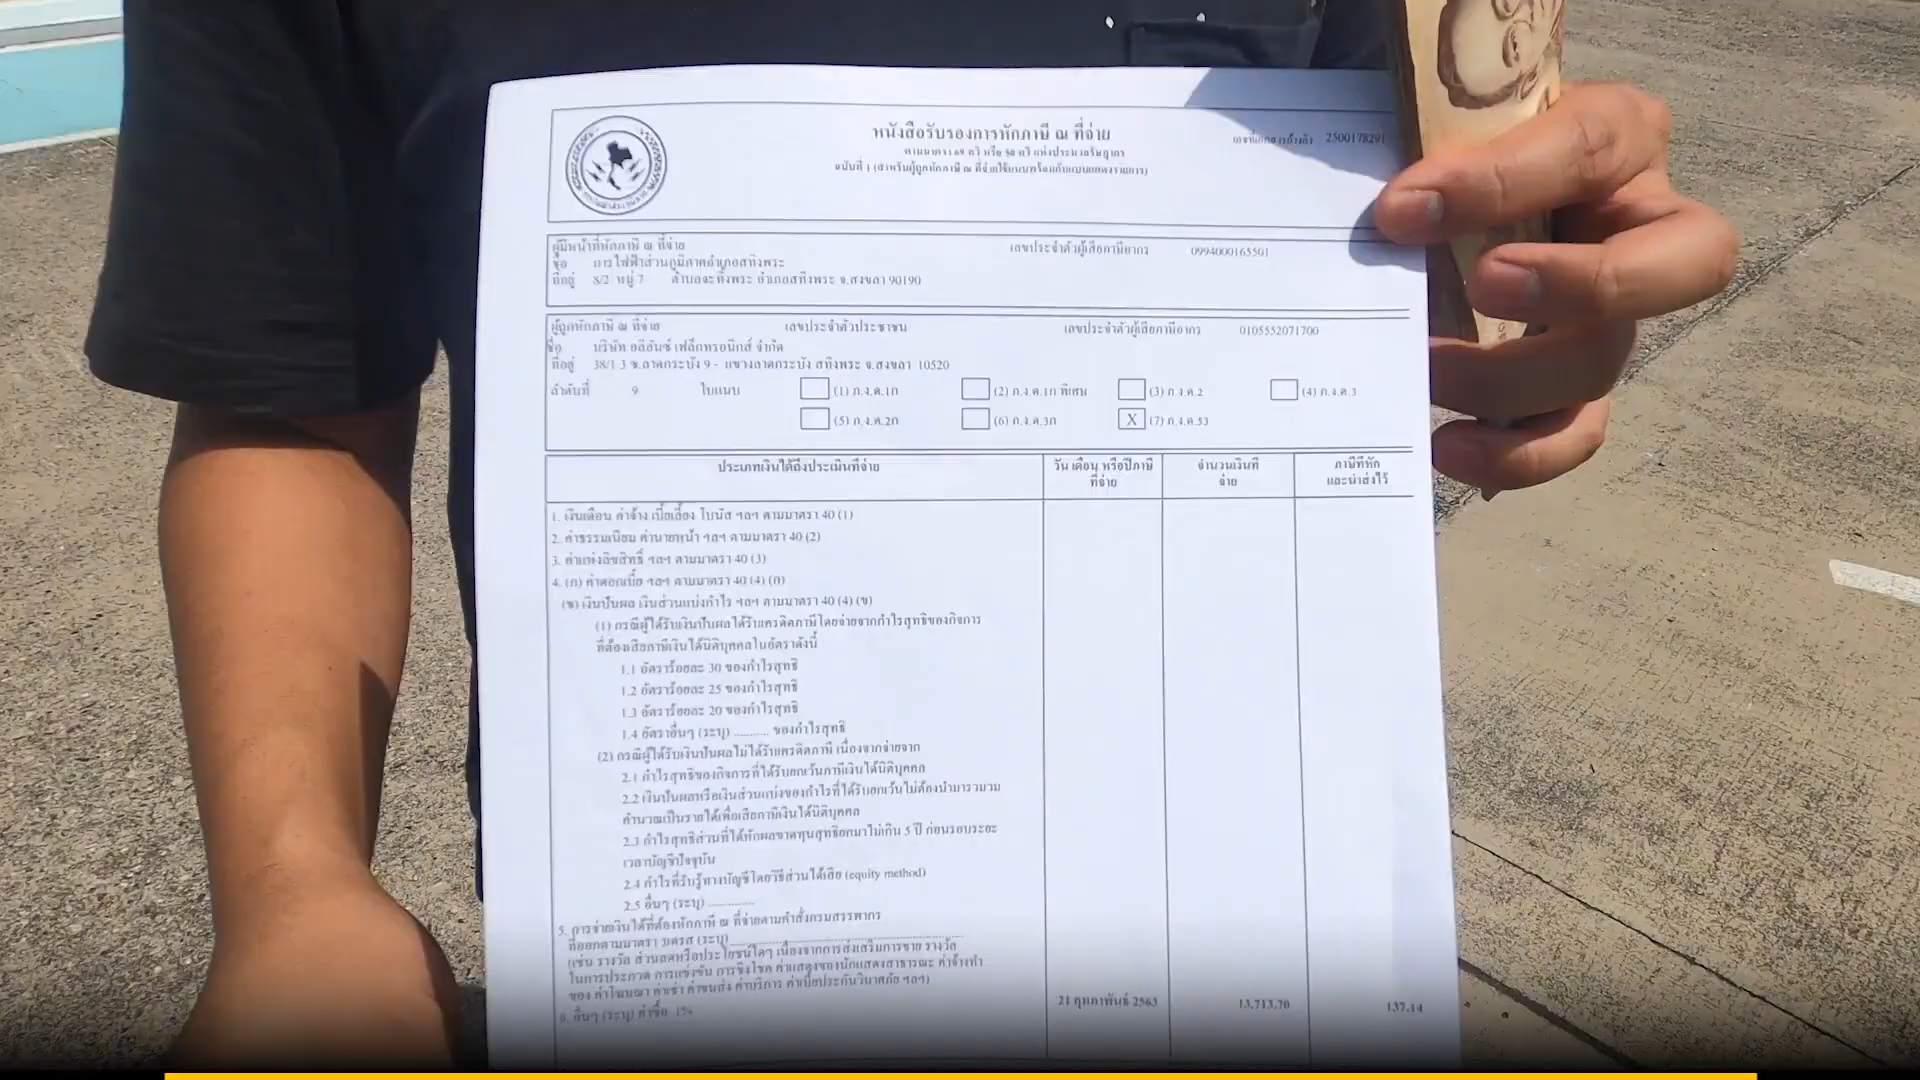 หนังสือรับรองการหักภาษี ณ ที่จ่าย
ตามมาตรา 69 ทวิ หรือ 50 ทวิ แห่งประมวลรัษฎากร
ฉบับที่ 1 (สำหรับผู้ถูกหักภาษี ณ ที่จ่ายใช้แนบพร้อมกับแบบแสดงรายการ)
เลขที่เอกสารอ้างอิง 2500178291
ผู้มีหน้าที่หักภาษี ณ ที่จ่าย เลขประจำตัวผู้เสียภาษีอากร 0994000165501
ชื่อ การไฟฟ้าส่วนภูมิภาคอำเภอสทิงพระ
ที่อยู่ 8/2 หมู่ 7 ตำบลจะทิ้งพระ อำเภอสทิงพระ จ.สงขลา 90190
ผู้ถูกหักภาษี ณ ที่จ่าย เลขประจำตัวประชาชน เลขประจำตัวผู้เสียภาษีอากร 0105552071700
ชื่อ บริษัท อลิอันซ์ เฟล็กทรอนิกส์ จำกัด
ที่อยู่ 38/1 3 ซ.ลาดกระบัง 9 - แขวงลาดกระบัง สทิงพระ จ.สงขลา 10520
ลำดับที่ 9 ใบแนบ (1) ภ.ง.ด.1ก (2) ภ.ง.ด.1ก พิเศษ (3) ภ.ง.ด.2 (4) ภ.ง.ด.3
(5) ภ.ง.ด.2ก (6) ภ.ง.ด.3ก X (7) ภ.ง.ด.53
ประเภทเงินได้พึงประเมินที่จ่าย วัน เดือน หรือปีภาษี จำนวนเงินที่ ภาษีที่หัก
ที่จ่าย จ่าย และนำส่งไว้
1. เงินเดือน ค่าจ้าง เบี้ยเลี้ยง โบนัส ฯลฯ ตามมาตรา 40 (1)
2. ค่าธรรมเนียม ค่านายหน้า ฯลฯ ตามมาตรา 40 (2)
3. ค่าแห่งลิขสิทธิ์ ฯลฯ ตามมาตรา 40 (3)
4. (ก) ค่าดอกเบี้ย ฯลฯ ตามมาตรา 40 (4) (ก)
(ข) เงินปันผล เงินส่วนแบ่งกำไร ฯลฯ ตามมาตรา 40 (4) (ข)
(1) กรณีผู้ได้รับเงินปันผลได้รับเครดิตภาษีโดยจ่ายจากกำไรสุทธิของกิจการ
ที่ต้องเสียภาษีเงินได้นิติบุคคลในอัตราดังนี้
1.1 อัตราร้อยละ 30 ของกำไรสุทธิ
1.2 อัตราร้อยละ 25 ของกำไรสุทธิ
1.3 อัตราร้อยละ 20 ของกำไรสุทธิ
1.4 อัตราอื่นๆ (ระบุ) .......... ของกำไรสุทธิ
(2) กรณีผู้ได้รับเงินปันผลไม่ได้รับเครดิตภาษี เนื่องจากจ่ายจาก
2.1 กำไรสุทธิของกิจการที่ได้รับยกเว้นภาษีเงินได้นิติบุคคล
2.2 เงินปันผลหรือเงินส่วนแบ่งของกำไรที่ได้รับยกเว้นไม่ต้องนำมารวม
คำนวณเป็นรายได้เพื่อเสียภาษีเงินได้นิติบุคคล
2.3 กำไรสุทธิส่วนที่ได้หักผลขาดทุนสุทธิยกมาไม่เกิน 5 ปี ก่อนรอบระยะ
เวลาบัญชีปัจจุบัน
2.4 กำไรที่รับรู้ทางบัญชีโดยวิธีส่วนได้เสีย (equity method)
2.5 อื่นๆ (ระบุ) .............
5. การจ่ายเงินได้ที่ต้องหักภาษี ณ ที่จ่ายตามคำสั่งกรมสรรพากร
ที่ออกตามมาตรา 3เตรส (ระบุ)
(เช่น รางวัล ส่วนลดหรือประโยชน์ใดๆ เนื่องจากการส่งเสริมการขาย รางวัล
ในการประกวด การแข่งขัน การชิงโชค ค่าแสดงของนักแสดงสาธารณะ ค่าจ้างทำ
ของ ค่าโฆษณา ค่าเช่า ค่าขนส่ง ค่าบริการ ค่าเบี้ยประกันวินาศภัย ฯลฯ)
6. อื่นๆ (ระบุ) ค่าซื้อ 1% 21 กุมภาพันธ์ 2563 13,713.70 137.14